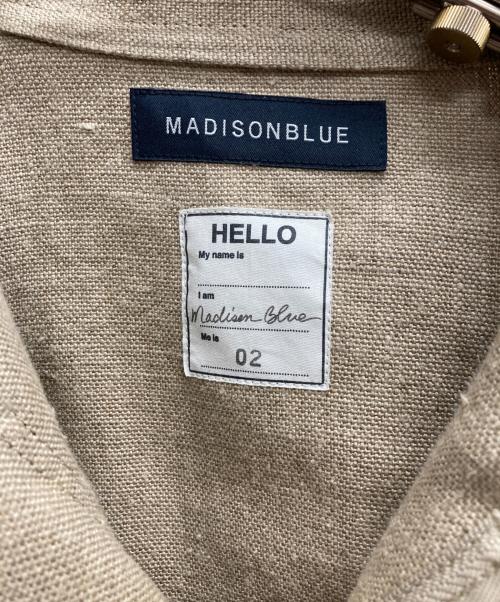 MADISONBLUE
HELLO
My name is
I am
Madison Blue
Me is
02